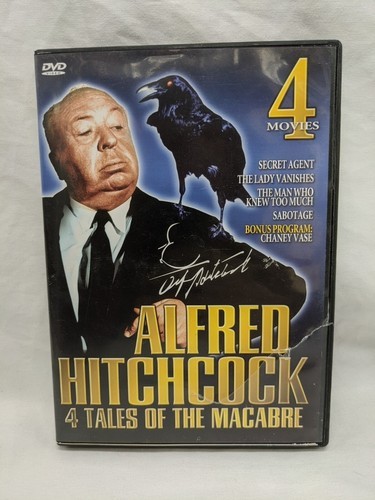 DVD
VIDEO
4
MOVIES
SECRET AGENT
THE LADY VANISHES
THE MAN WHO
KNEW TOO MUCH
SABOTAGE
BONUS PROGRAM:
CHANEY VASE
ALFRED
HITCHCOCK
4 TALES OF THE MACABRE